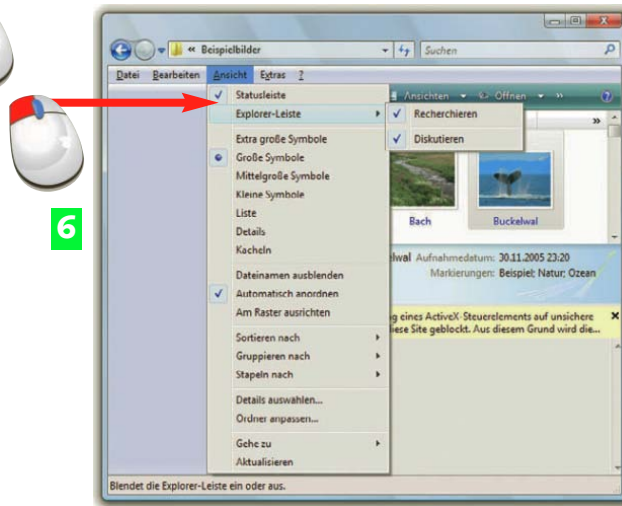 « Beispielbilder
Suchen
Datei Bearbeiten Ansicht Extras ?
Ansichten Öffnen »
Statusleiste
Explorer-Leiste
Recherchieren
Diskutieren
»
Extra große Symbole
Große Symbole
Mittelgroße Symbole
Kleine Symbole
Liste
Details
Kacheln
Bach Buckelwal
lwal Aufnahmedatum: 30.11.2005 23:20
Markierungen: Beispiel; Natur; Ozean
Dateinamen ausblenden
Automatisch anordnen
Am Raster ausrichten
g eines ActiveX-Steuerelements auf unsichere
iese Site geblockt. Aus diesem Grund wird die...
Sortieren nach
Gruppieren nach
Stapeln nach
Details auswählen...
Ordner anpassen...
Gehe zu
Aktualisieren
Blendet die Explorer-Leiste ein oder aus.
6